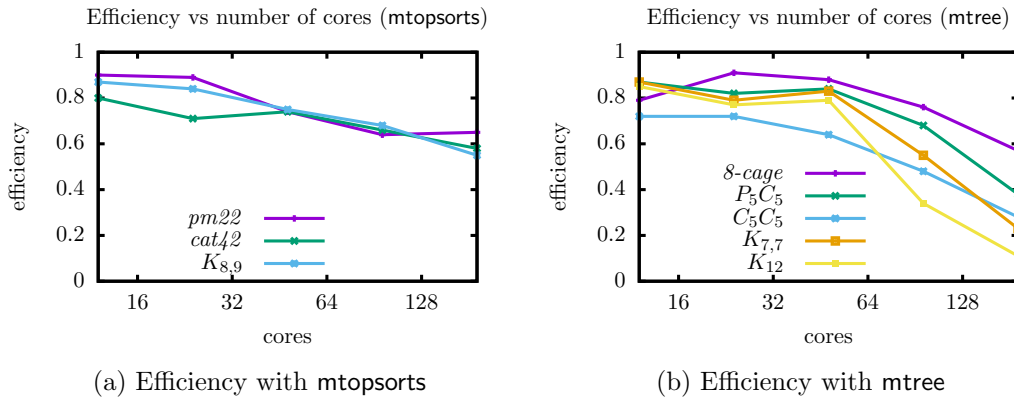 Efficiency vs number of cores (mtopsorts)
1
0.8
0.6
0.4
0.2
0
efficiency
pm22
cat42
K8,9
16 32 64 128
cores
(a) Efficiency with mtopsorts
Efficiency vs number of cores (mtree)
1
0.8
0.6
0.4
0.2
0
efficiency
8-cage
P5C5
C5C5
K7,7
K12
16 32 64 128
cores
(b) Efficiency with mtree